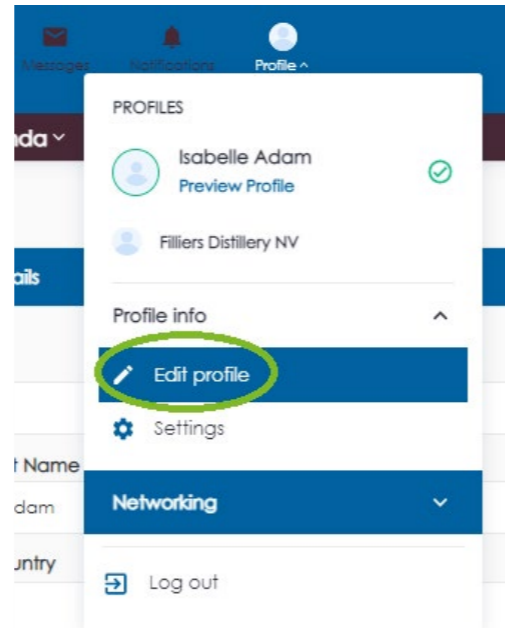 Messages Notifications Profile
nda
PROFILES
Isabelle Adam
Preview Profile
Filliers Distillery NV
ails
Profile info
Edit profile
Settings
t Name
dam
Networking
untry
Log out